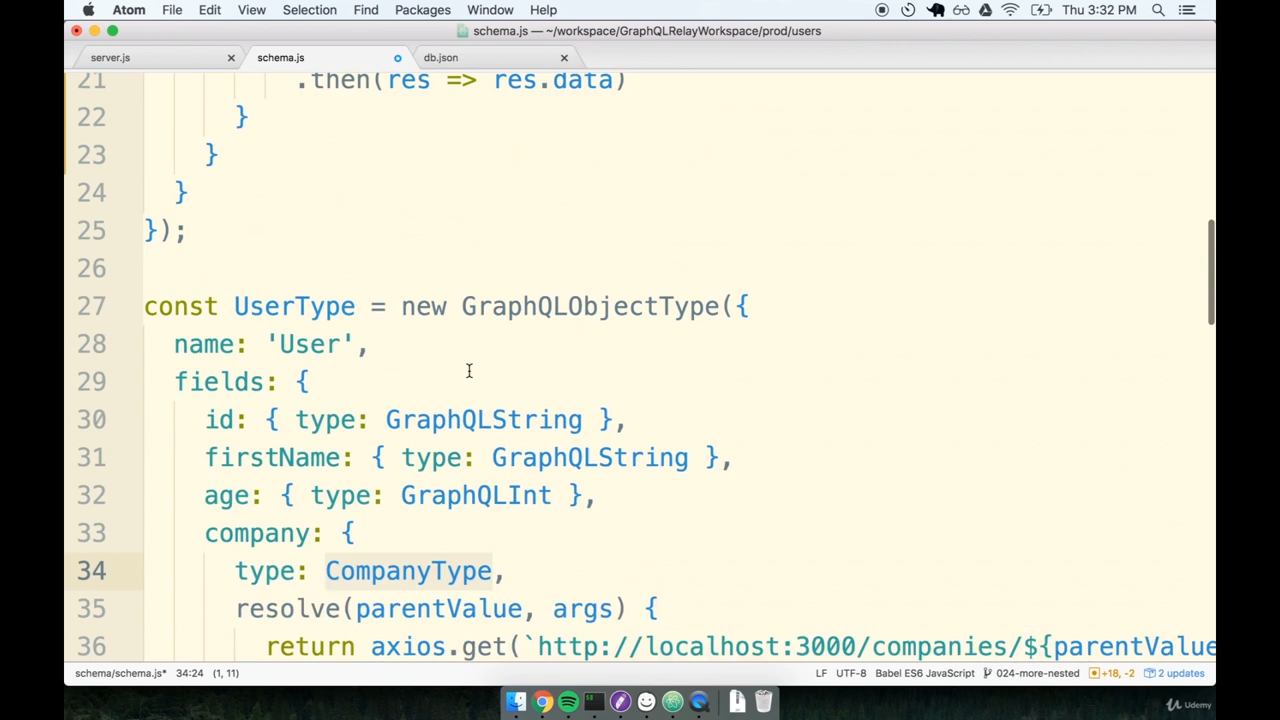 Atom File Edit View Selection Find Packages Window Help Thu 3:32 PM
schema.js — ~/workspace/GraphQLRelayWorkspace/prod/users
server.js schema.js db.json
21 .then(res => res.data)
22 }
23 }
24 }
25 });
26
27 const UserType = new GraphQLObjectType({
28 name: 'User',
29 fields: {
30 id: { type: GraphQLString },
31 firstName: { type: GraphQLString },
32 age: { type: GraphQLInt },
33 company: {
34 type: CompanyType,
35 resolve(parentValue, args) {
36 return axios.get(`http://localhost:3000/companies/${parentValue
schema/schema.js* 34:24 (1, 11) LF UTF-8 Babel ES6 JavaScript 024-more-nested +18, -2 2 updates
Udemy